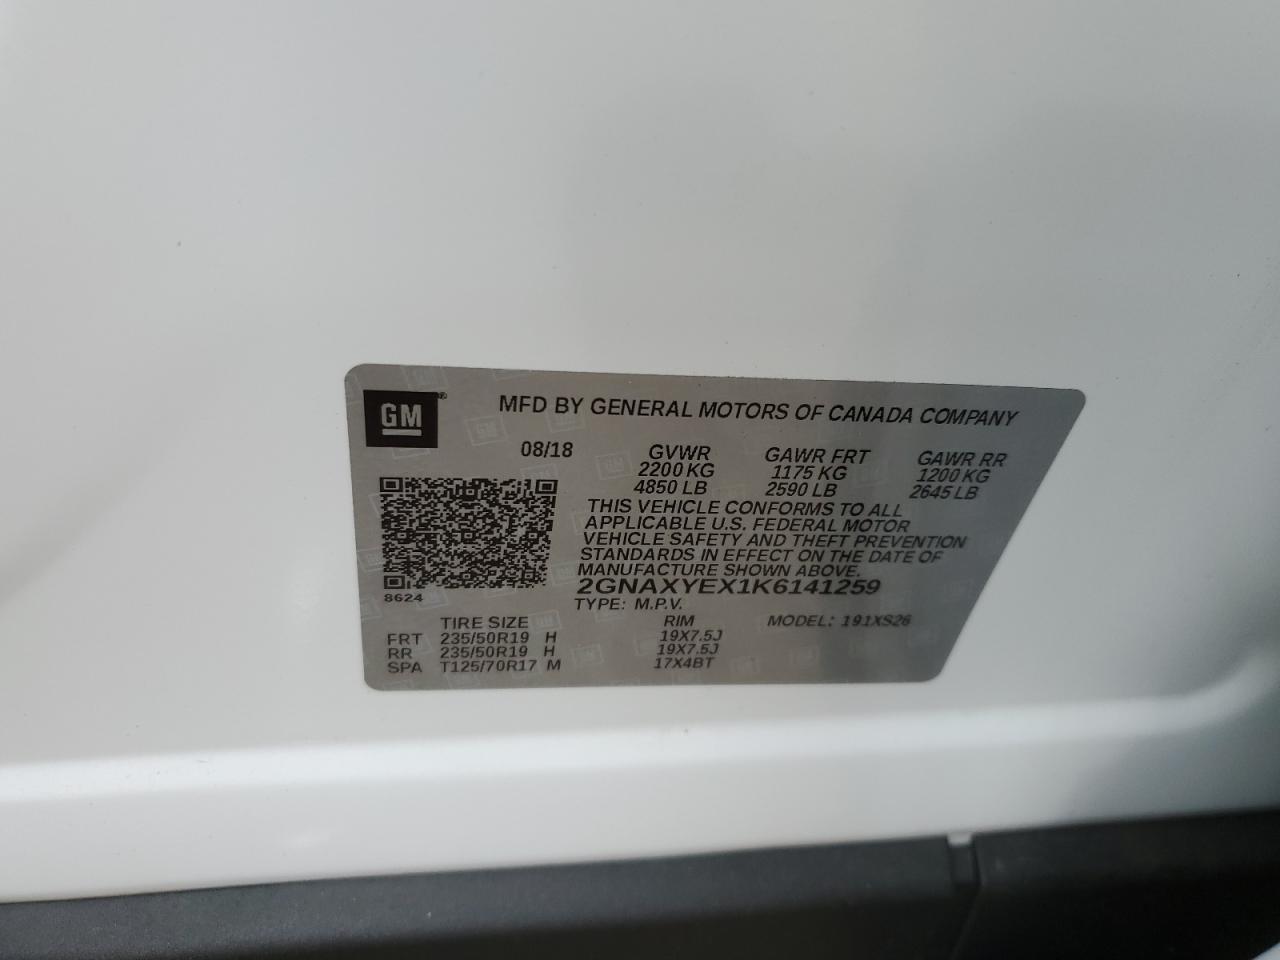 GM
MFD BY GENERAL MOTORS OF CANADA COMPANY
08/18 GVWR GAWR FRT GAWR RR
2200 KG 1175 KG 1200 KG
4850 LB 2590 LB 2645 LB
THIS VEHICLE CONFORMS TO ALL
APPLICABLE U.S. FEDERAL MOTOR
VEHICLE SAFETY AND THEFT PREVENTION
STANDARDS IN EFFECT ON THE DATE OF
MANUFACTURE SHOWN ABOVE.
2GNAXYEX1K6141259
8624
TYPE: M.P.V.
TIRE SIZE RIM MODEL: 191XS26
FRT 235/50R19 H 19X7.5J
RR 235/50R19 H 19X7.5J
SPA T125/70R17 M 17X4BT